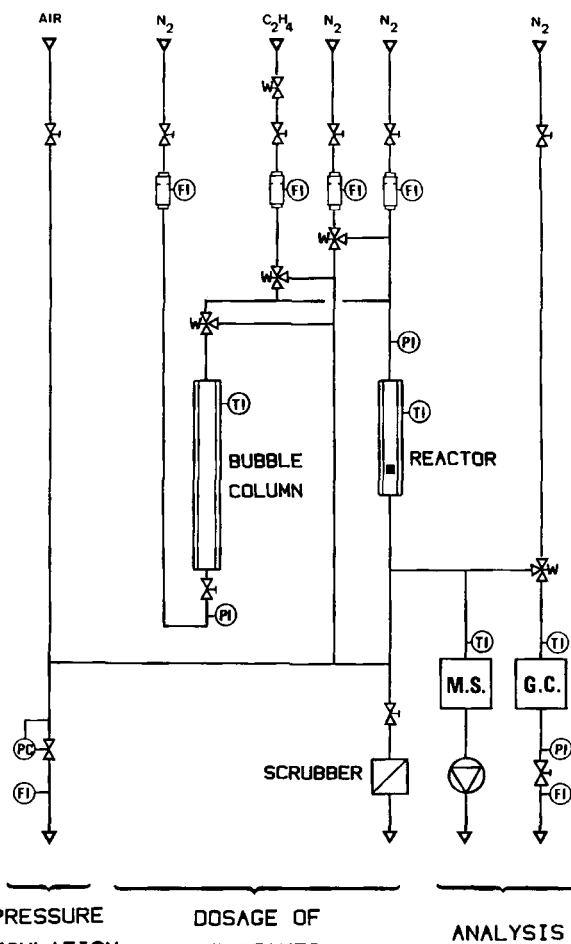 AIR N₂ C₂H₄ N₂ N₂ N₂
W
FI FI FI FI
W
W
W
PI
TI TI
BUBBLE
COLUMN
REACTOR
W
PI
TI TI
M.S. G.C.
PC PI
SCRUBBER
FI FI
PRESSURE DOSAGE OF
ANALYSIS